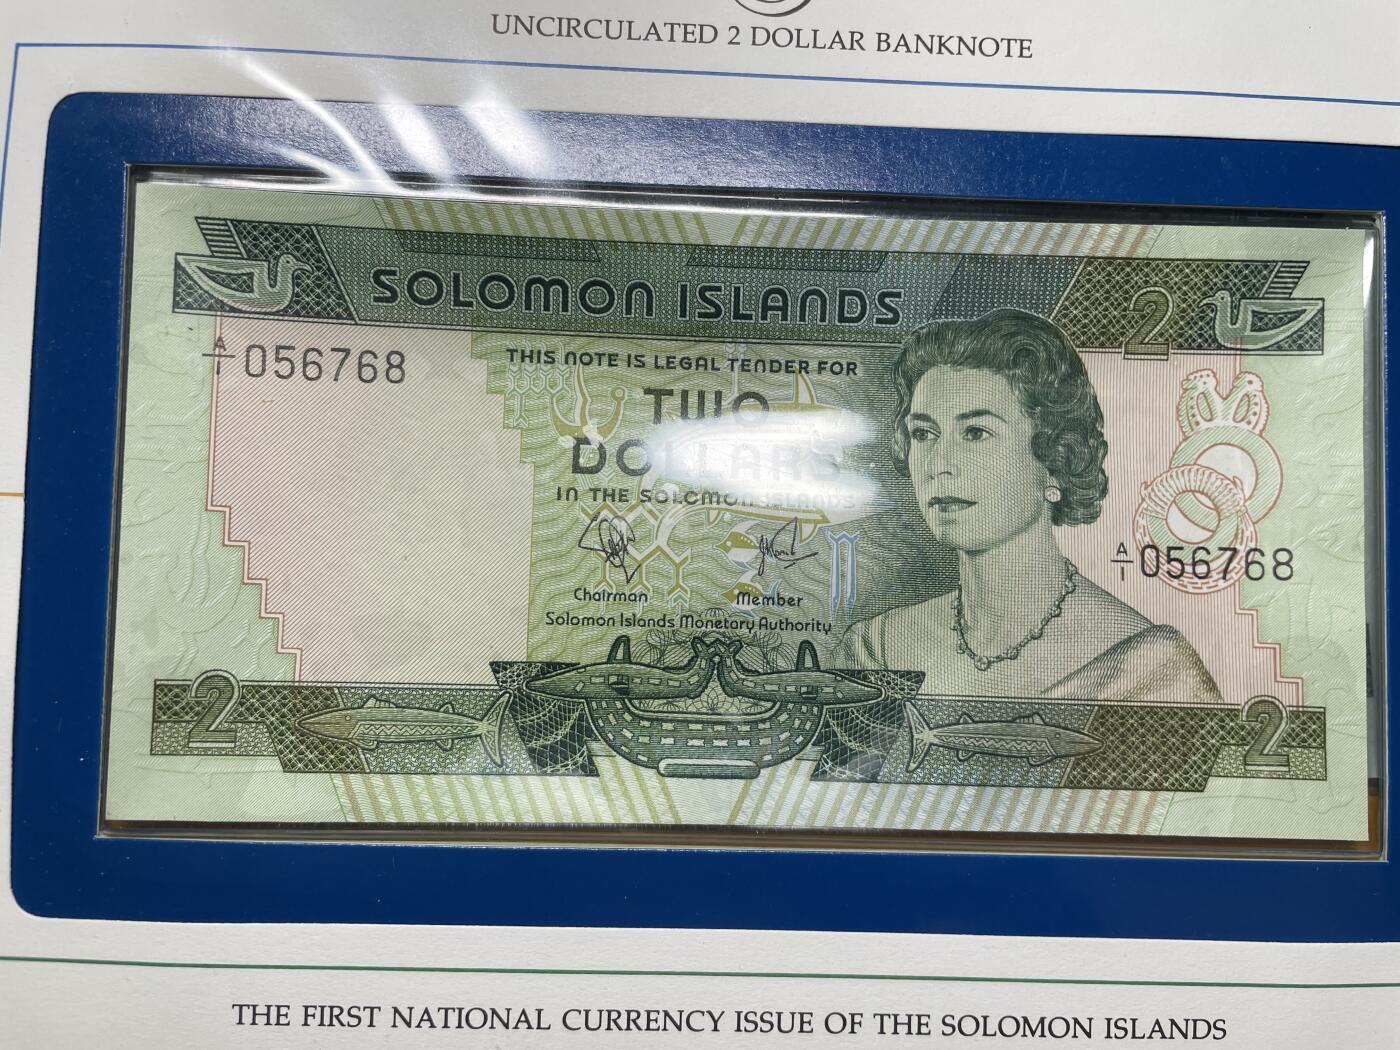 UNCIRCULATED 2 DOLLAR BANKNOTE
SOLOMON ISLANDS
2
A/1 056768
THIS NOTE IS LEGAL TENDER FOR
TWO
DOLLARS
IN THE SOLOMON ISLANDS
A/1 056768
Chairman Member
Solomon Islands Monetary Authority
2 2
THE FIRST NATIONAL CURRENCY ISSUE OF THE SOLOMON ISLANDS